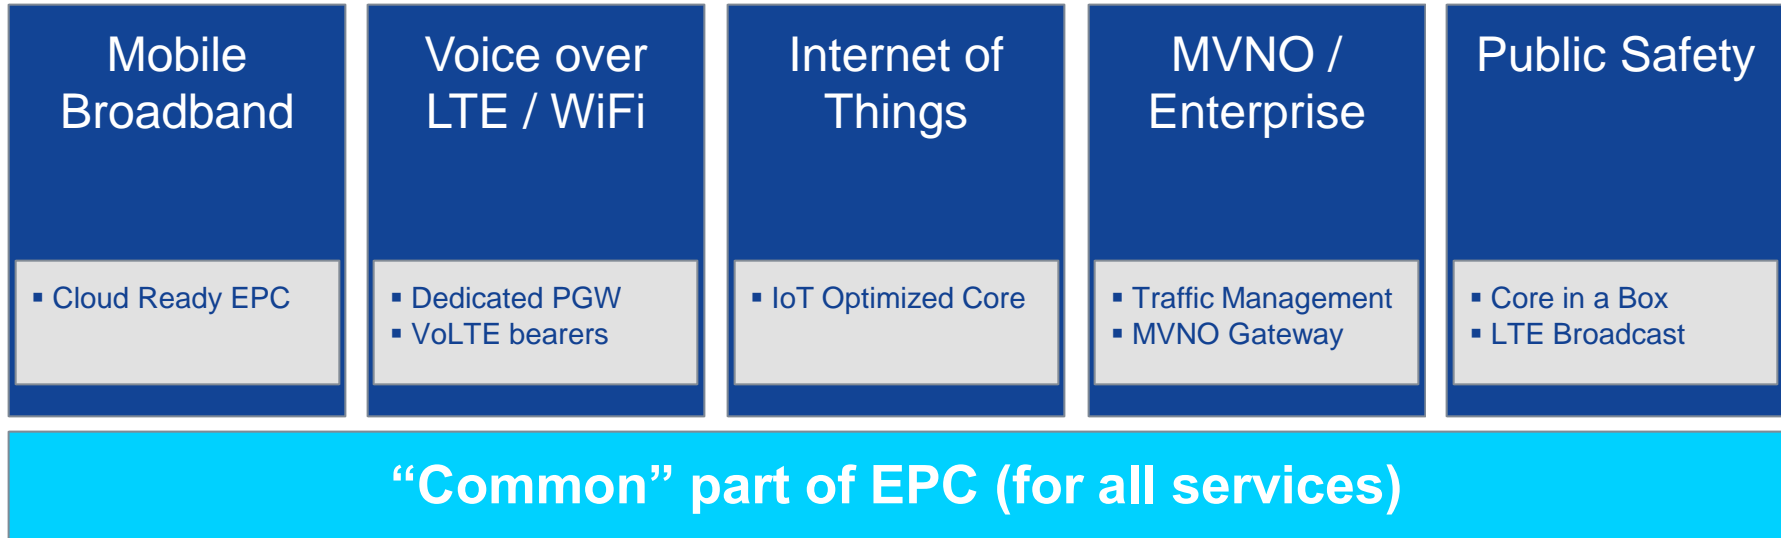 Mobile
Broadband
▪ Cloud Ready EPC
Voice over
LTE / WiFi
▪ Dedicated PGW
▪ VoLTE bearers
Internet of
Things
▪ IoT Optimized Core
MVNO /
Enterprise
▪ Traffic Management
▪ MVNO Gateway
Public Safety
▪ Core in a Box
▪ LTE Broadcast
“Common” part of EPC (for all services)